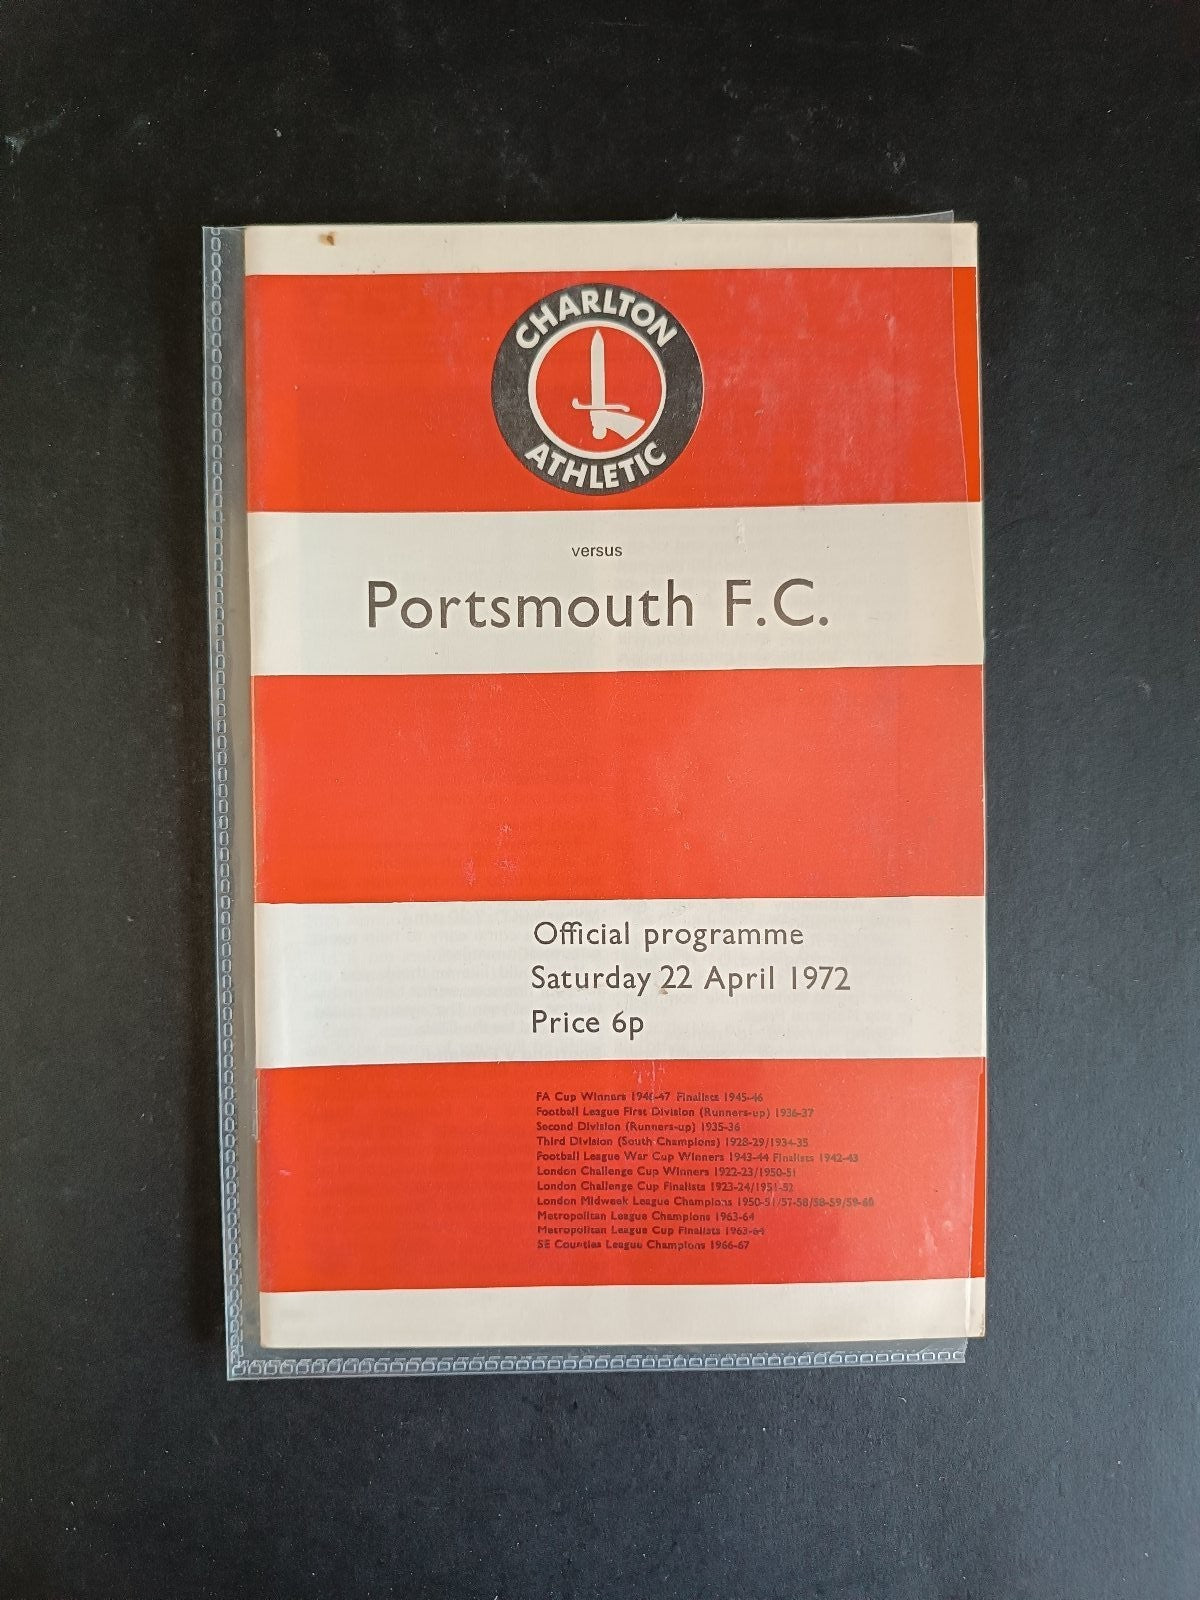 CHARLTON
ATHLETIC
versus
Portsmouth F.C.
Official programme
Saturday 22 April 1972
Price 6p
FA Cup Winners 1946-47 Finalists 1945-46
Football League First Division (Runners-up) 1936-37
Second Division (Runners-up) 1935-36
Third Division (South Champions) 1928-29/1934-35
Football League War Cup Winners 1943-44 Finalists 1942-43
London Challenge Cup Winners 1922-23/1950-51
London Challenge Cup Finalists 1923-24/1951-52
London Midweek League Champions 1950-51/57-58/58-59/59-60
Metropolitan League Champions 1963-64
Metropolitan League Cup Finalists 1963-64
SE Counties League Champions 1966-67